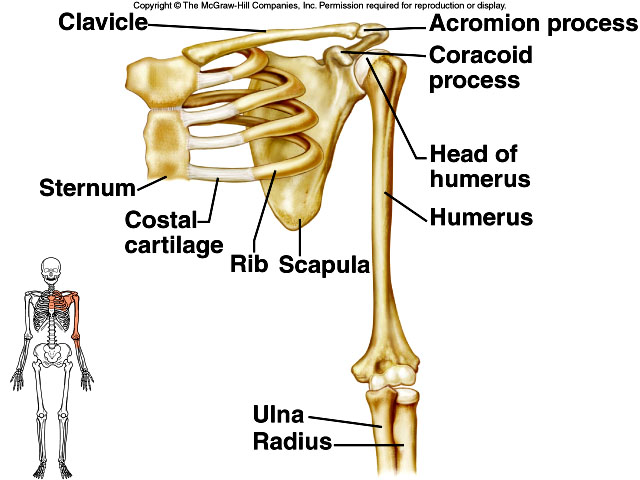 Copyright © The McGraw-Hill Companies, Inc. Permission required for reproduction or display.
Clavicle
Acromion process
Coracoid
process
Head of
humerus
Sternum
Costal
cartilage
Humerus
Rib
Scapula
Ulna
Radius